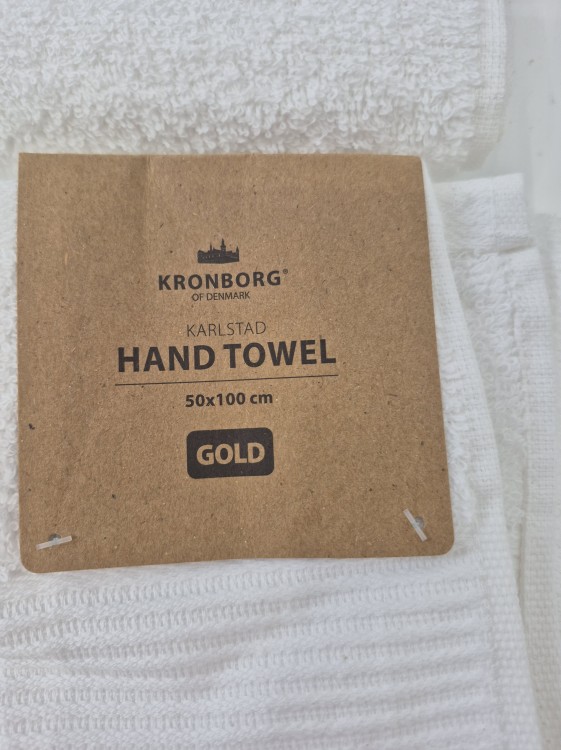 KRONBORG®
OF DENMARK
KARLSTAD
HAND TOWEL
50x100 cm
GOLD